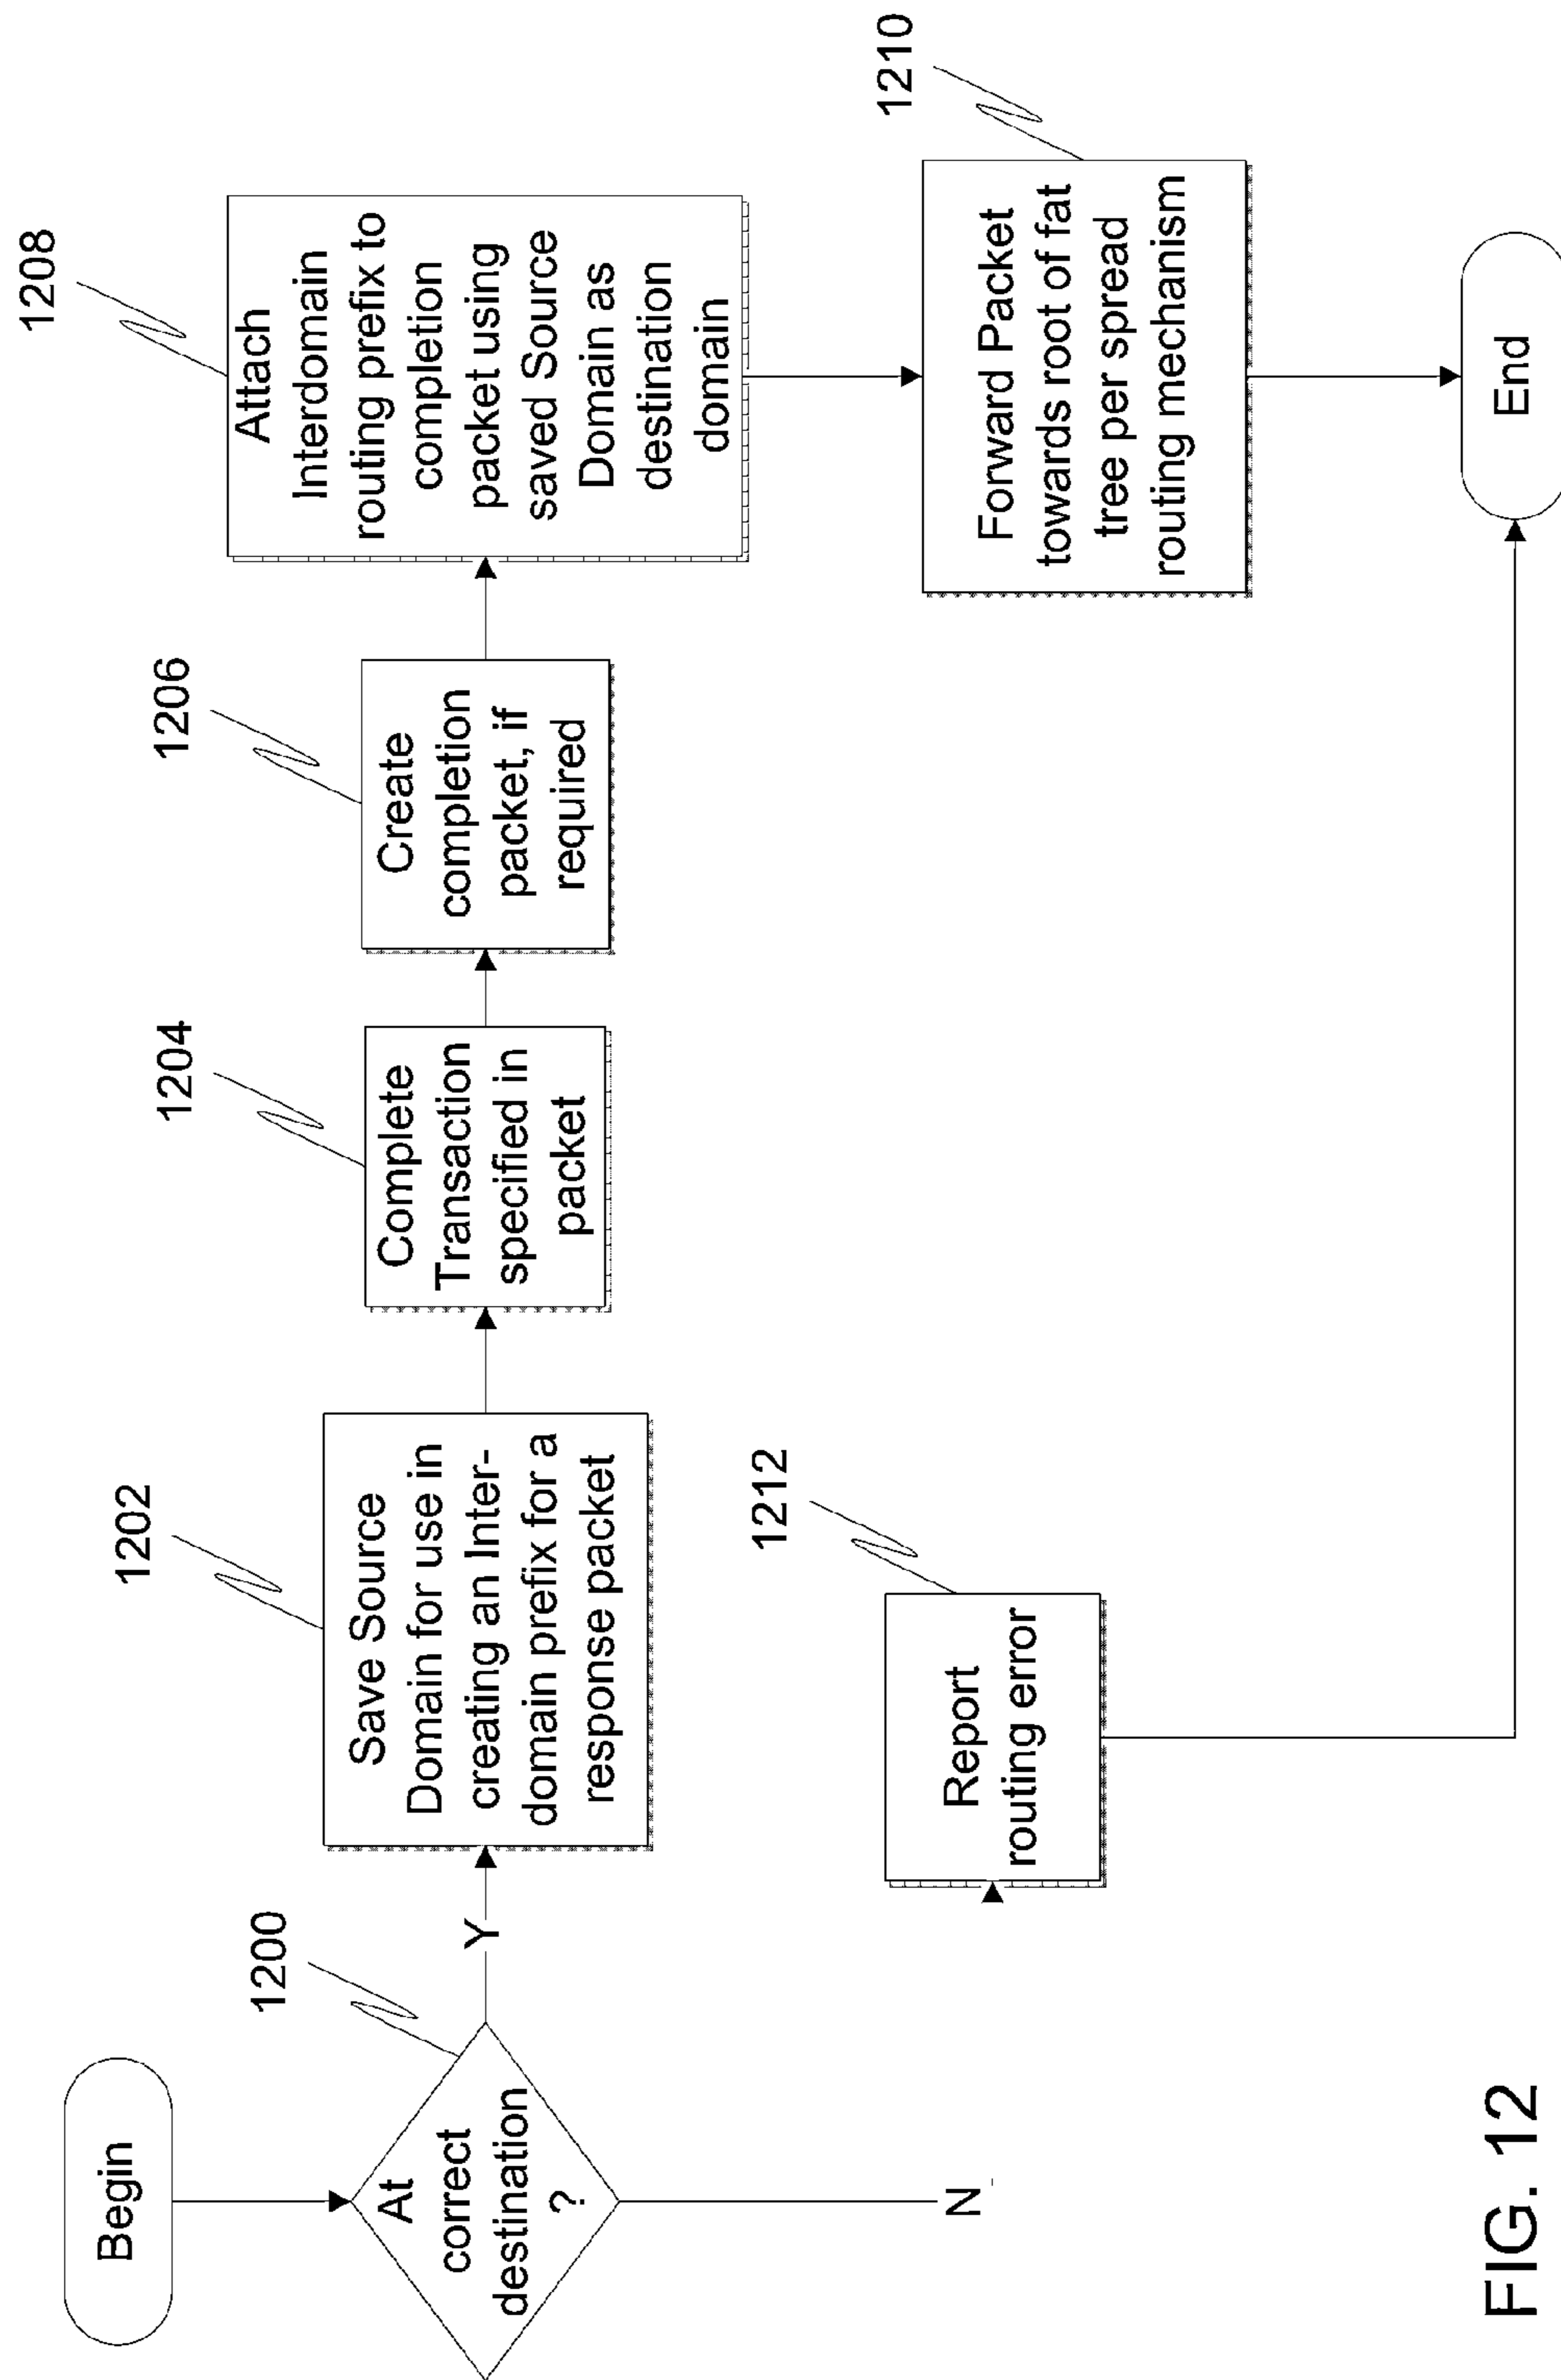 Begin
1200
At
correct
destination
?
Y
N
1202
Save Source
Domain for use in
creating an Inter-
domain prefix for a
response packet
1204
Complete
Transaction
specified in
packet
1206
Create
completion
packet, if
required
1208
Attach
Interdomain
routing prefix to
completion
packet using
saved Source
Domain as
destination
domain
1210
Forward Packet
towards root of fat
tree per spread
routing mechanism
1212
Report
routing error
End
FIG. 12